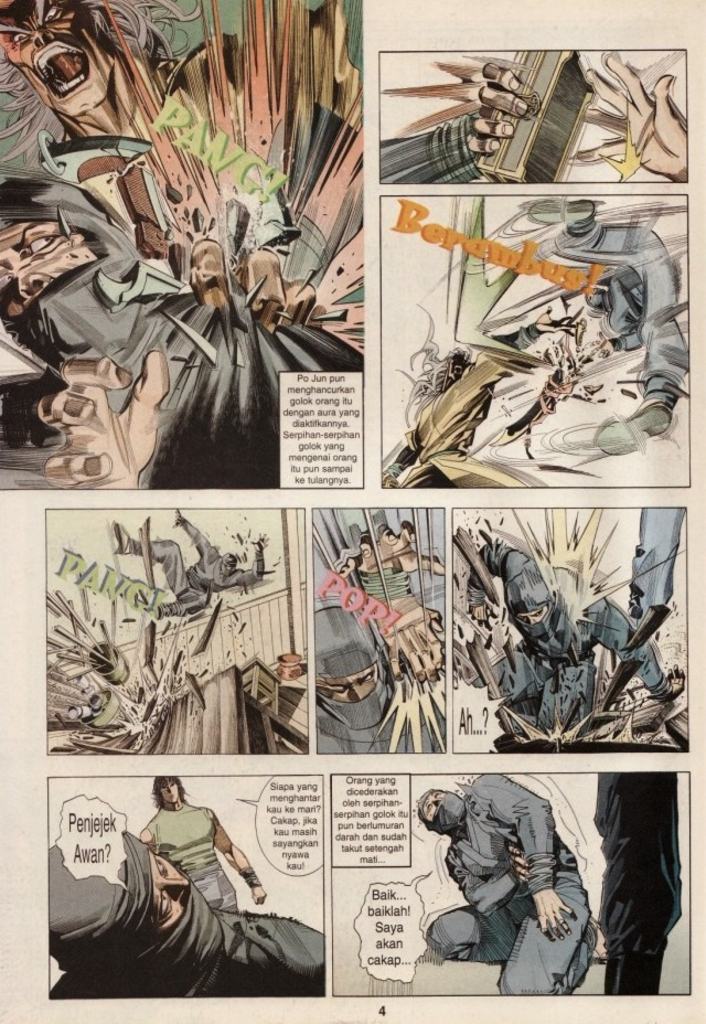 PANG!
Po Jun pun
menghancurkan
golok orang itu
dengan aura yang
diaktifkannya.
Serpihan-serpihan
golok yang
mengenai orang
itu pun sampai
ke tulangnya.
Berambus!
PANG!
POP!
Ah...?
Penjejek
Awan?
Siapa yang
menghantar
kau ke mari?
Cakap, jika
kau masih
sayangkan
nyawa
kau!
Orang yang
dicederakan
oleh serpihan-
serpihan golok itu
pun berlumuran
darah dan sudah
takut setengah
mati...
Baik...
baiklah!
Saya
akan
cakap...
4